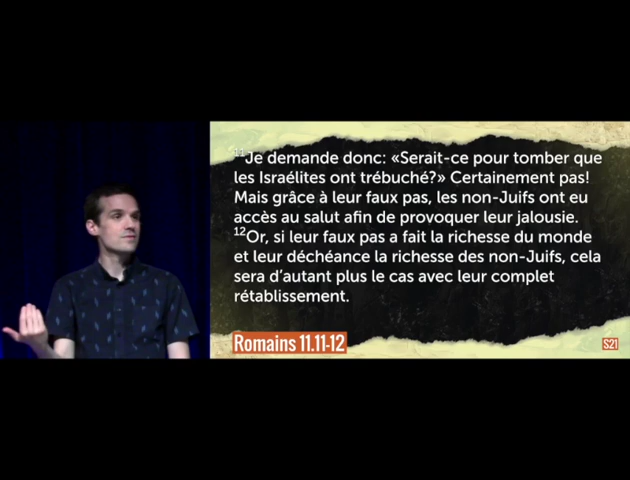 ¹¹Je demande donc: «Serait-ce pour tomber que
les Israélites ont trébuché?» Certainement pas!
Mais grâce à leur faux pas, les non-Juifs ont eu
accès au salut afin de provoquer leur jalousie.
¹²Or, si leur faux pas a fait la richesse du monde
et leur déchéance la richesse des non-Juifs, cela
sera d'autant plus le cas avec leur complet
rétablissement.
Romains 11.11-12
S21